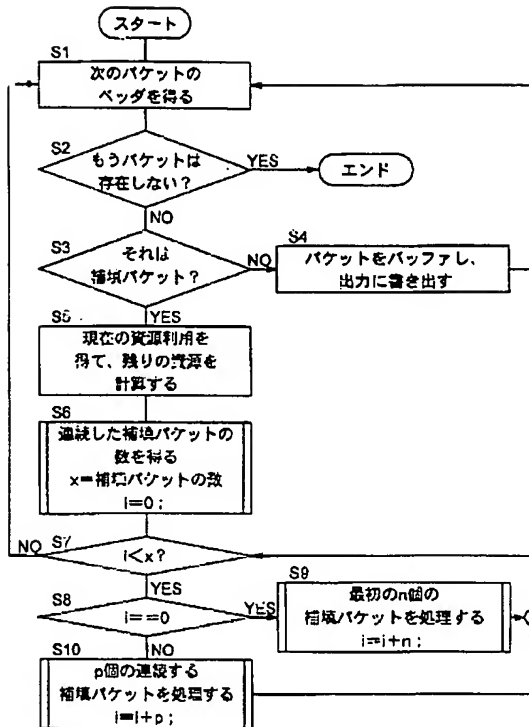 スタート
S1
次のパケットの
ヘッダを得る
S2
もうパケットは
存在しない?
YES
エンド
NO
S3
それは
補填パケット?
NO
S4
パケットをバッファし、
出力に書き出す
YES
S5
現在の資源利用を
得て、残りの資源を
計算する
S6
連続した補填パケットの
数を得る
x=補填パケットの数
i=0;
NO
S7
i<x?
YES
S8
i==0
YES
S9
最初のn個の
補填パケットを処理する
i=i+n;
NO
S10
p個の連続する
補填パケットを処理する
i=i+p;